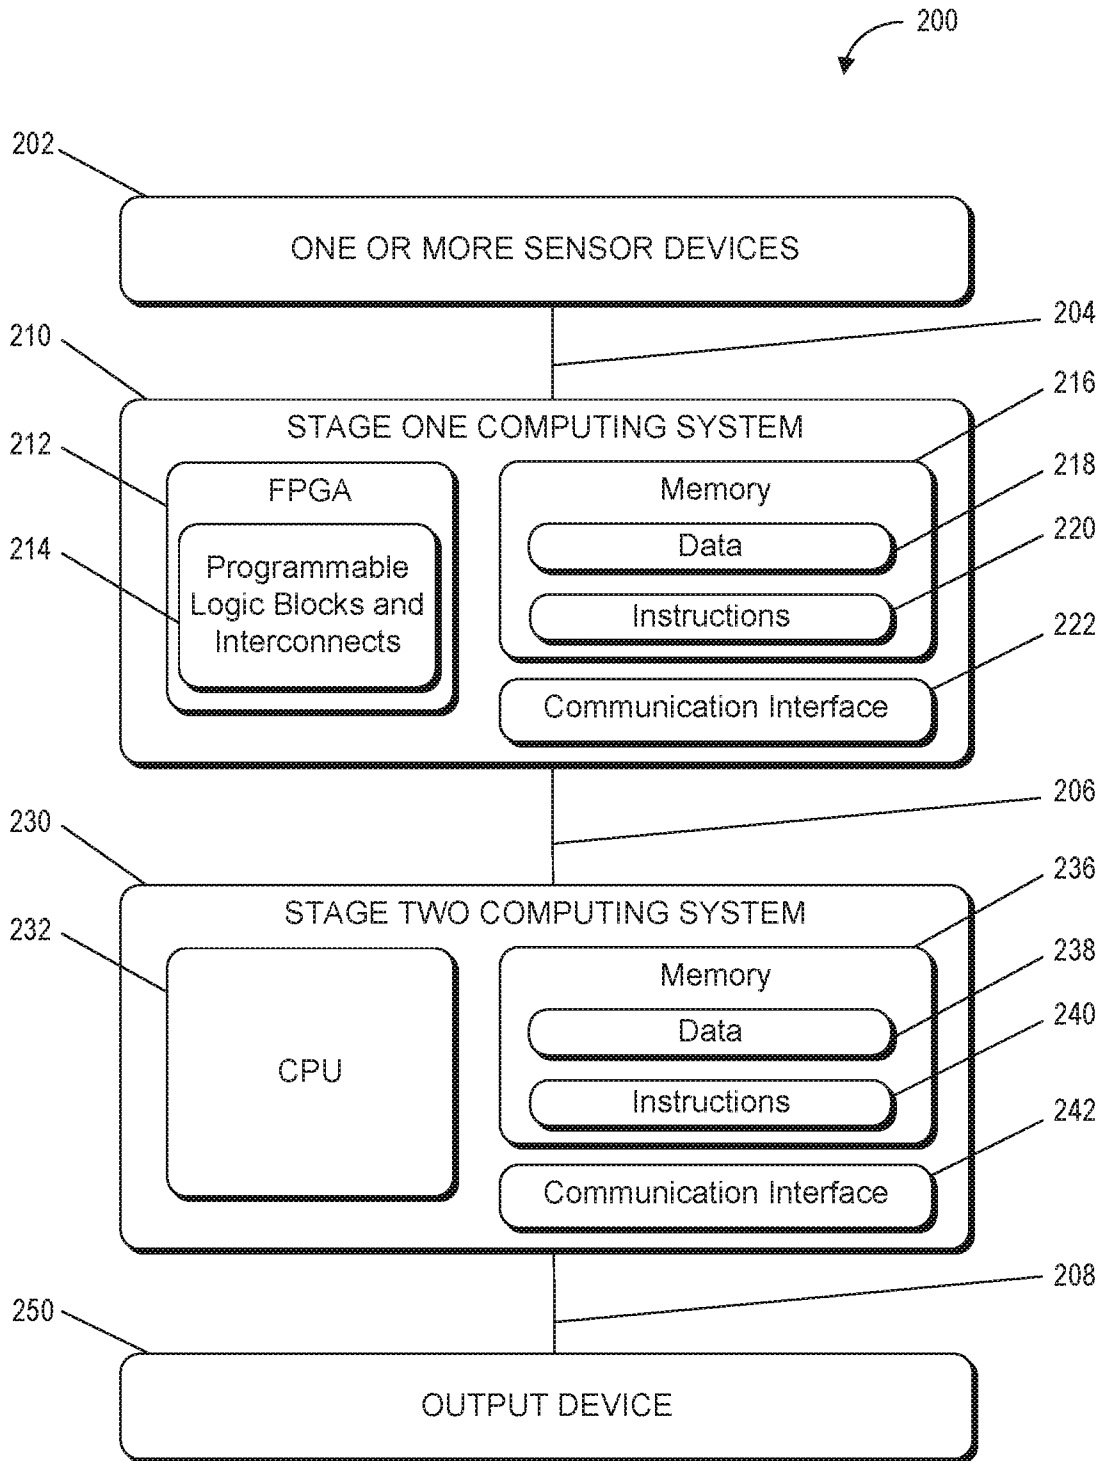 200
202
ONE OR MORE SENSOR DEVICES
204
210
STAGE ONE COMPUTING SYSTEM
216
212
FPGA
214
Programmable
Logic Blocks and
Interconnects
Memory
218
Data
220
Instructions
222
Communication Interface
206
230
STAGE TWO COMPUTING SYSTEM
236
232
CPU
Memory
238
Data
240
Instructions
242
Communication Interface
208
250
OUTPUT DEVICE